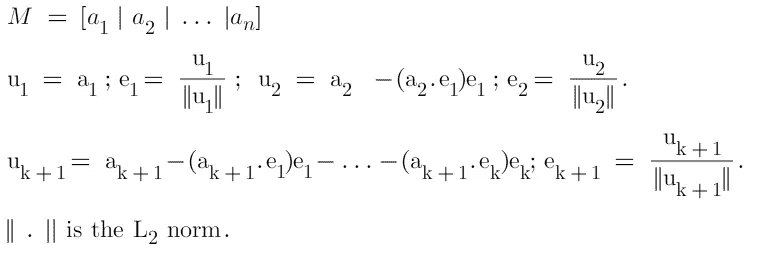 M = [a₁ | a₂ | ... |aₙ]
u₁ = a₁ ; e₁ = u₁ / ‖u₁‖ ; u₂ = a₂ −(a₂.e₁)e₁ ; e₂ = u₂ / ‖u₂‖ .
uₖ₊₁ = aₖ₊₁ −(aₖ₊₁.e₁)e₁ − ... −(aₖ₊₁.eₖ)eₖ; eₖ₊₁ = uₖ₊₁ / ‖uₖ₊₁‖ .
‖ . || is the L₂ norm.